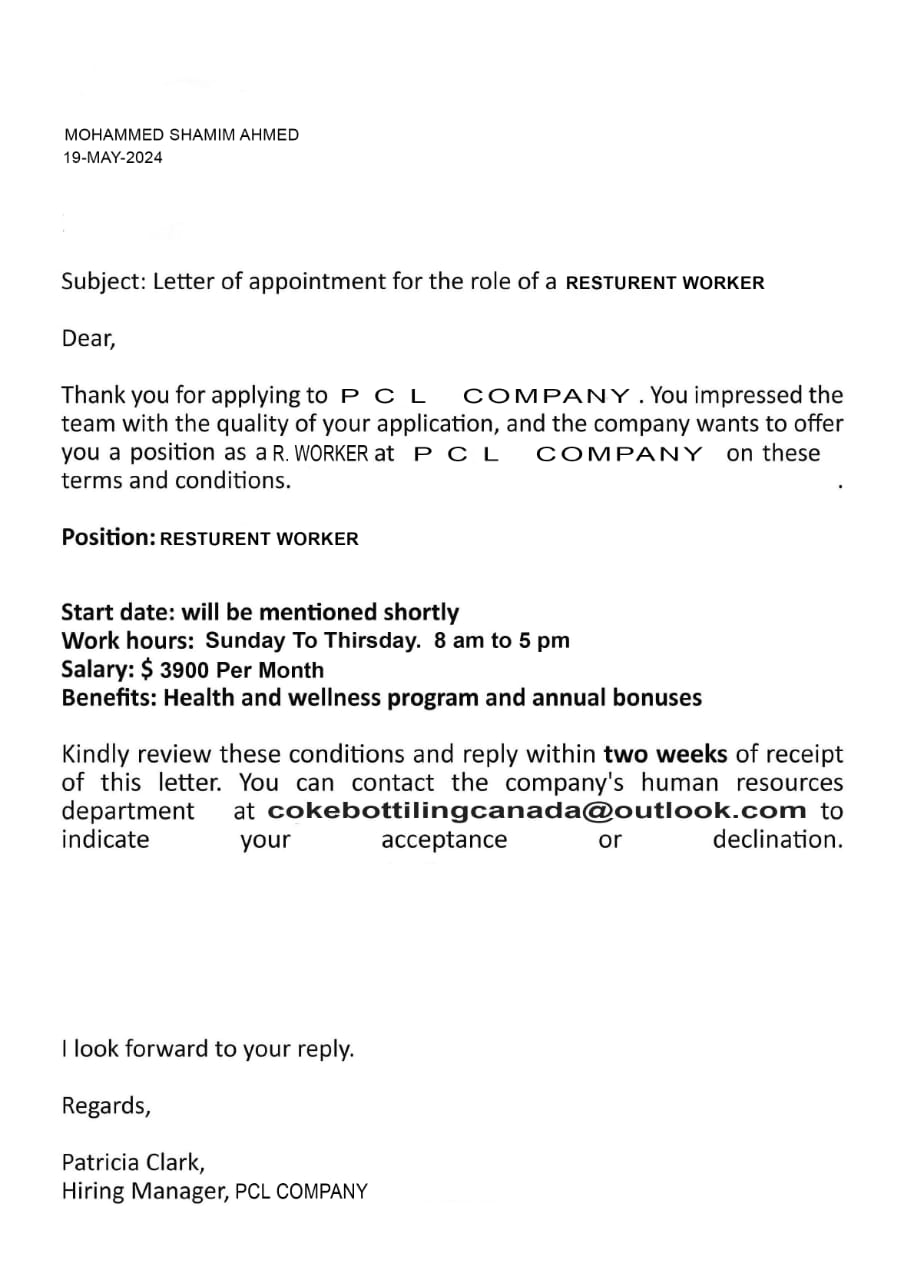 MOHAMMED SHAMIM AHMED
19-MAY-2024
Subject: Letter of appointment for the role of a RESTURENT WORKER
Dear,
Thank you for applying to P C L COMPANY . You impressed the
team with the quality of your application, and the company wants to offer
you a position as a R. WORKER at P C L COMPANY on these
terms and conditions. .
Position: RESTURENT WORKER
Start date: will be mentioned shortly
Work hours: Sunday To Thirsday. 8 am to 5 pm
Salary: $ 3900 Per Month
Benefits: Health and wellness program and annual bonuses
Kindly review these conditions and reply within two weeks of receipt
of this letter. You can contact the company's human resources
department at cokebottilingcanada@outlook.com to
indicate your acceptance or declination.
I look forward to your reply.
Regards,
Patricia Clark,
Hiring Manager, PCL COMPANY